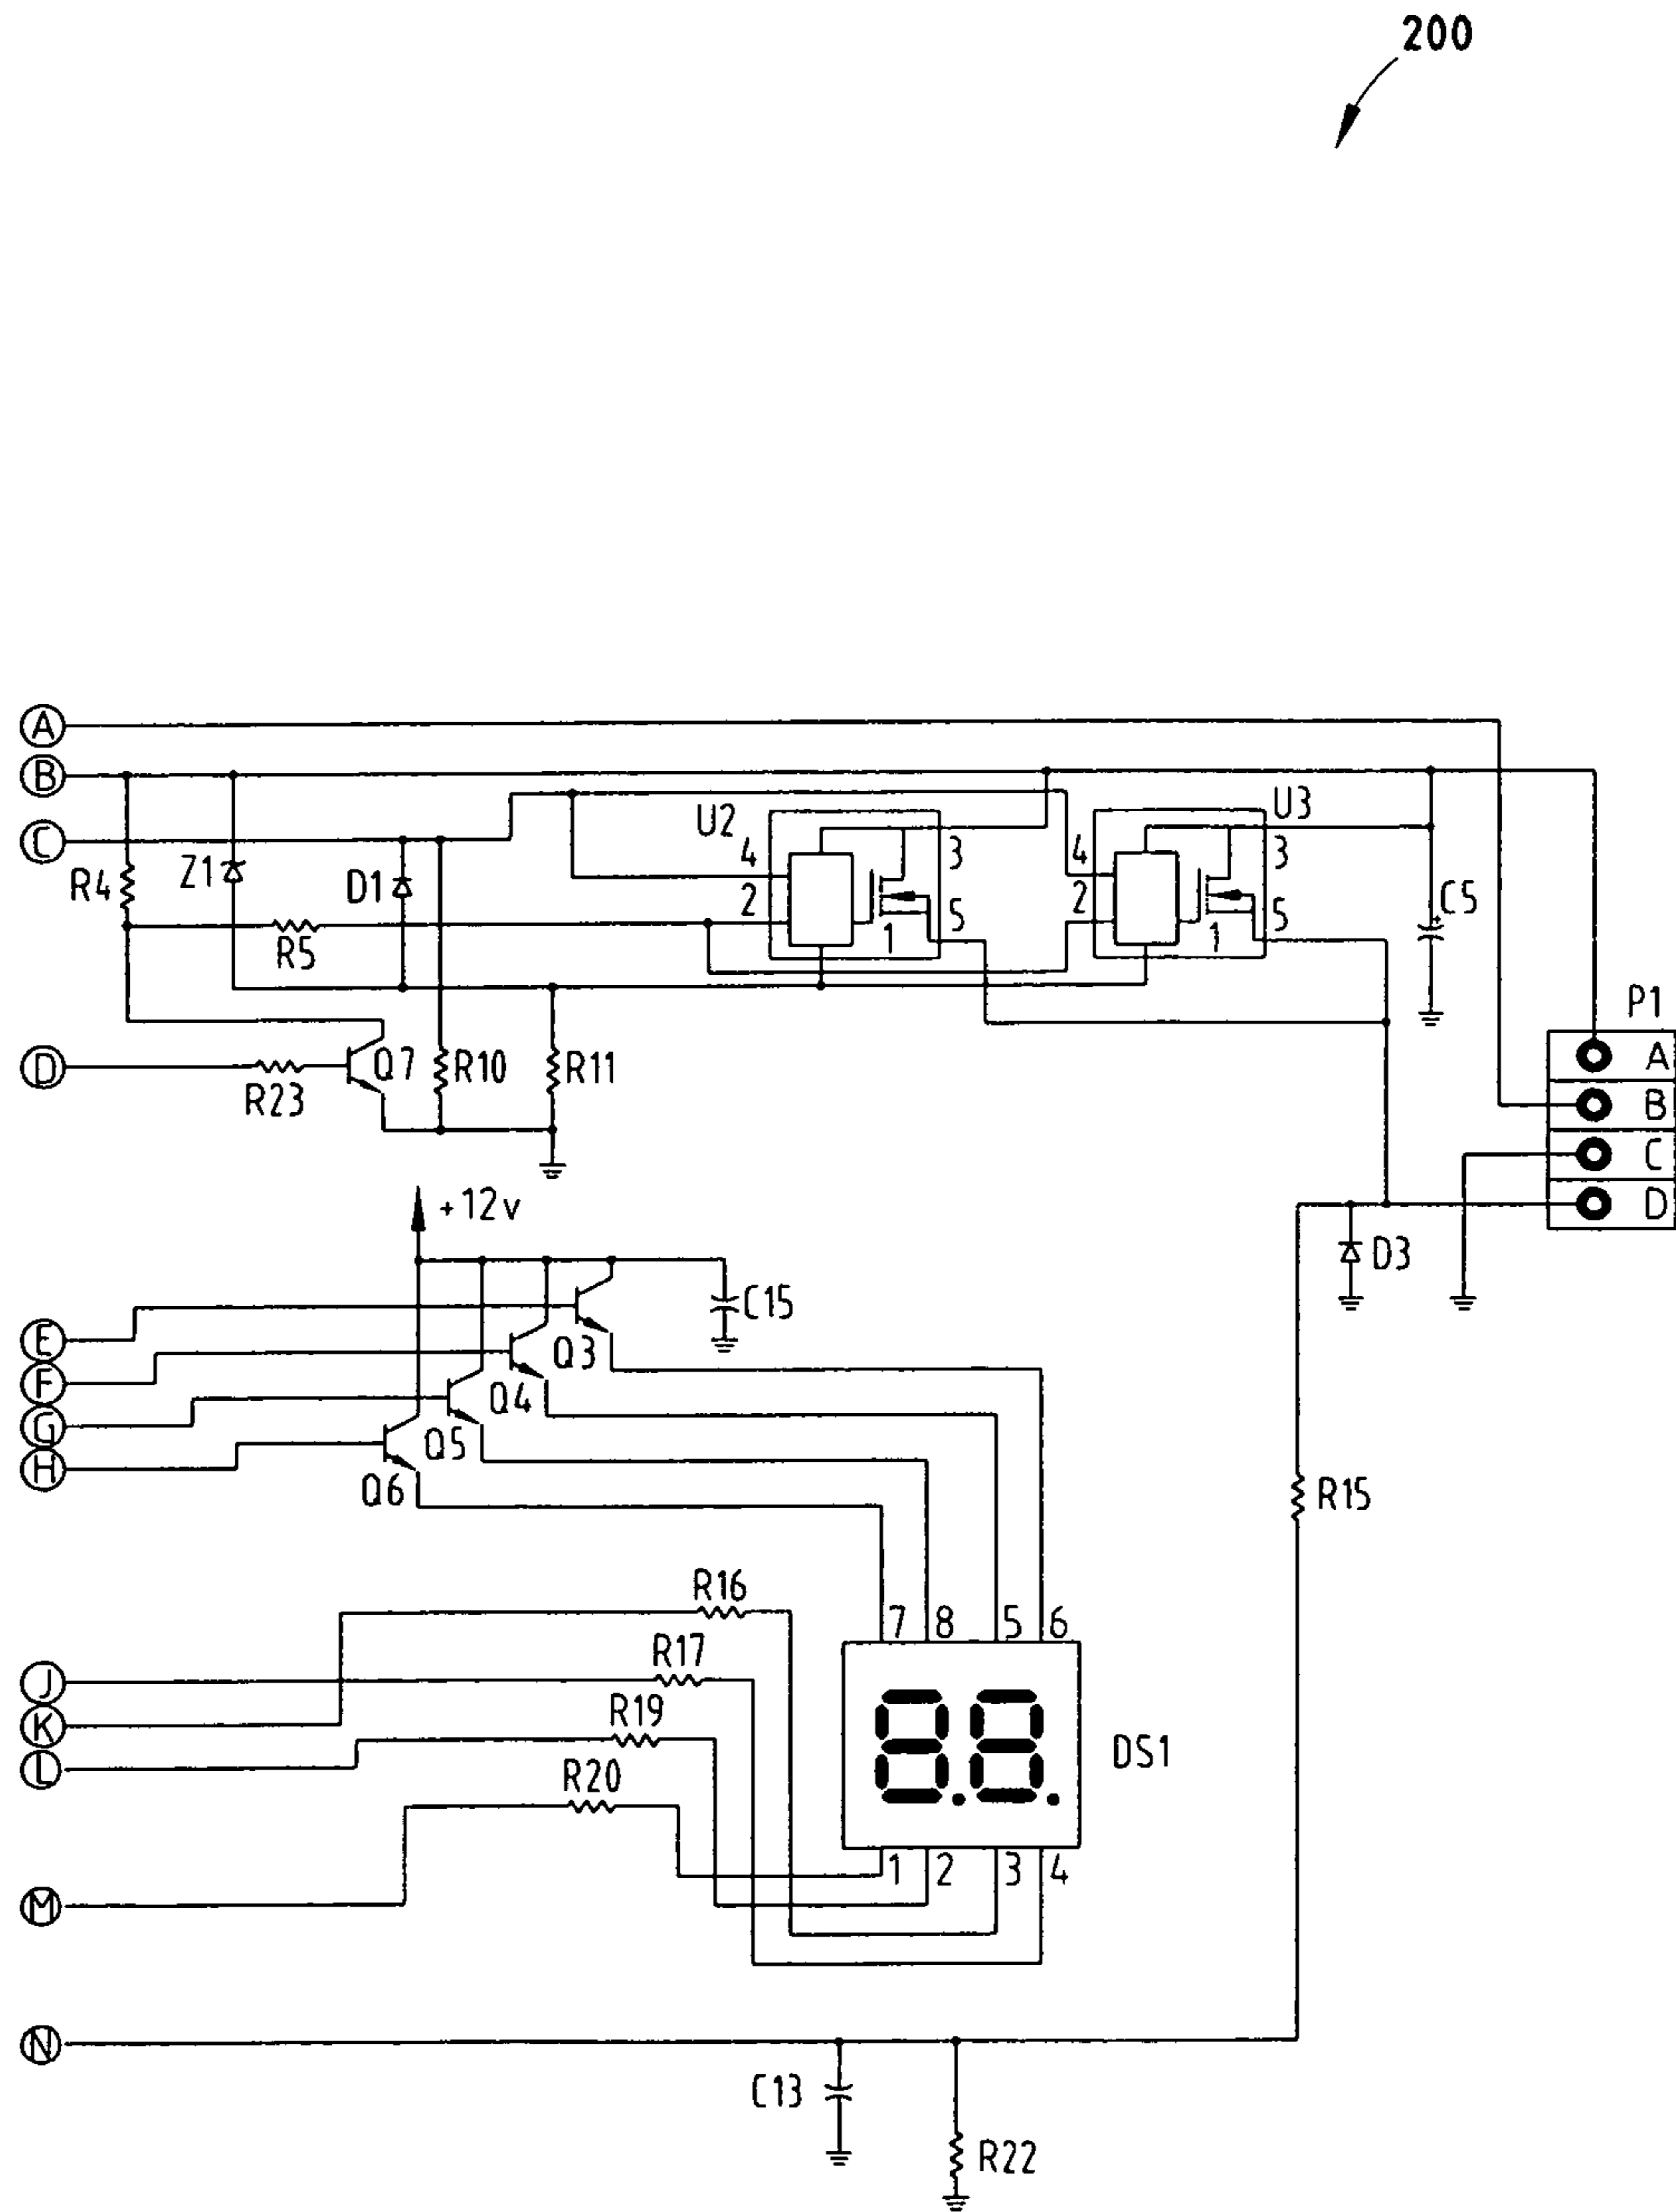 200
A
B
C
U2
U3
4
3
4
3
R4
Z1
D1
2
5
2
5
C5
R5
1
1
P1
D
R23
Q7
R10
R11
A
B
C
D
+12v
D3
C15
E
F
G
H
Q3
Q4
Q5
Q6
R15
R16
7
8
5
6
J
R17
K
R19
L
DS1
R20
1
2
3
4
M
N
C13
R22